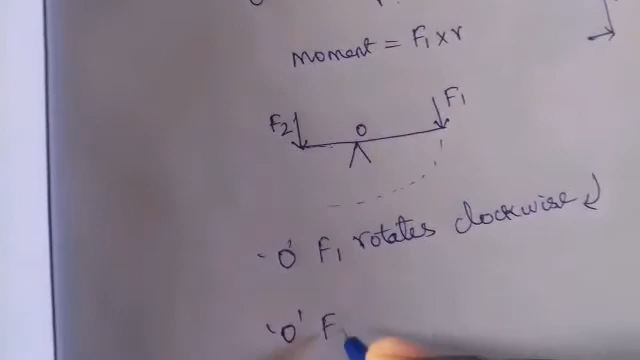 moment = F₁ x r
F₁
F₂ O
'O' F₁ rotates clockwise
'O' F